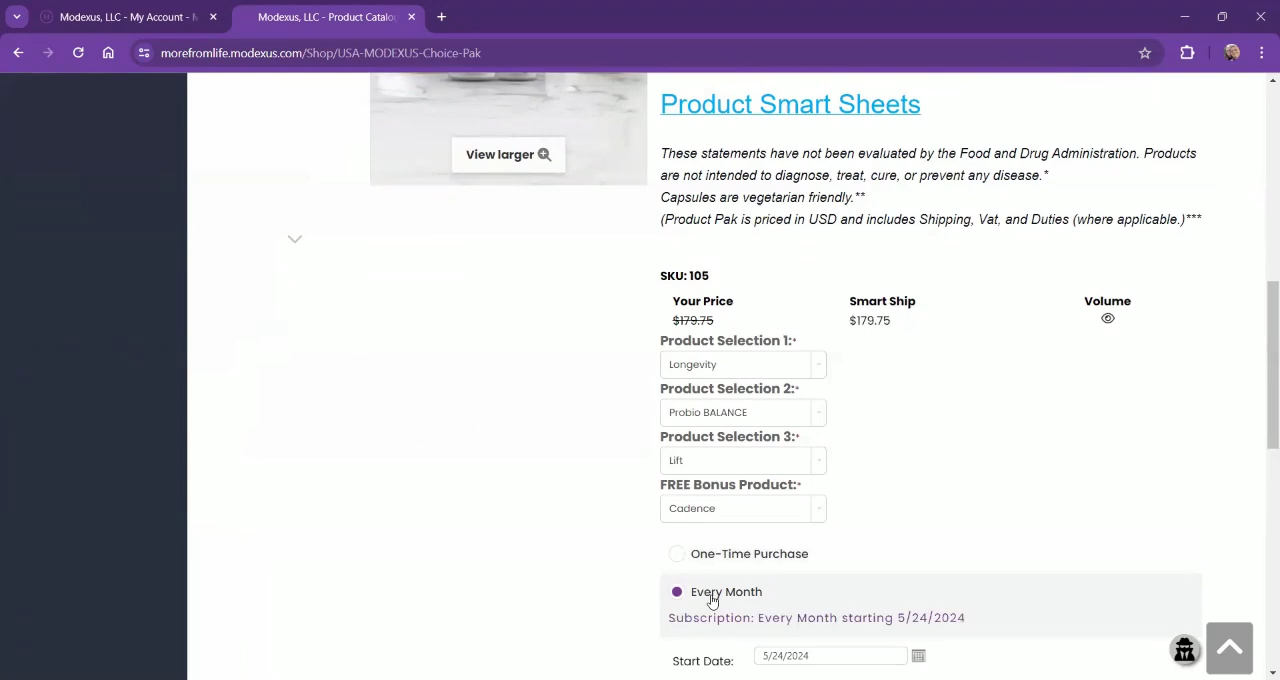 Modexus, LLC - My Account - M
Modexus, LLC - Product Catalo
morefromlife.modexus.com/Shop/USA-MODEXUS-Choice-Pak
View larger
Product Smart Sheets
These statements have not been evaluated by the Food and Drug Administration. Products
are not intended to diagnose, treat, cure, or prevent any disease.*
Capsules are vegetarian friendly.**
(Product Pak is priced in USD and includes Shipping, Vat, and Duties (where applicable.)***
SKU: 105
Your Price Smart Ship Volume
$179.75 $179.75
Product Selection 1:*
Longevity
Product Selection 2:*
Probio BALANCE
Product Selection 3:*
Lift
FREE Bonus Product:*
Cadence
One-Time Purchase
Every Month
Subscription: Every Month starting 5/24/2024
Start Date: 5/24/2024